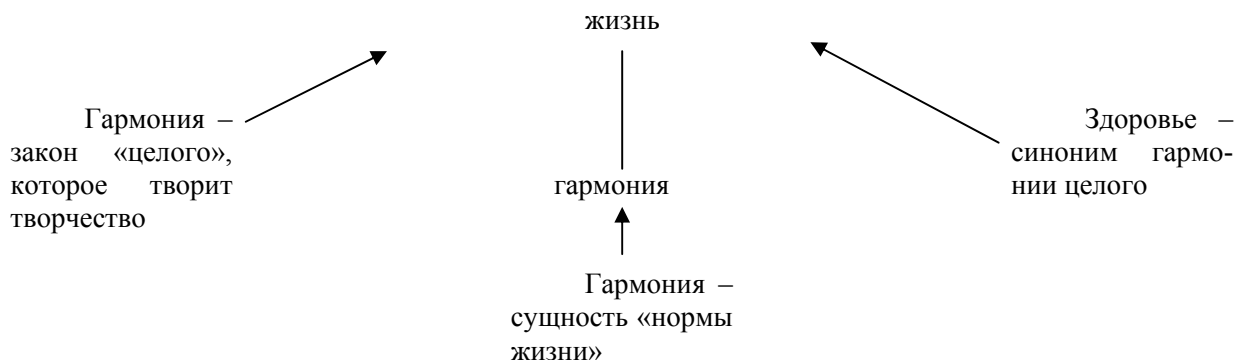 жизнь
Гармония –
закон «целого»,
которое творит
творчество
гармония
Здоровье –
синоним гармо-
нии целого
Гармония –
сущность «нормы
жизни»